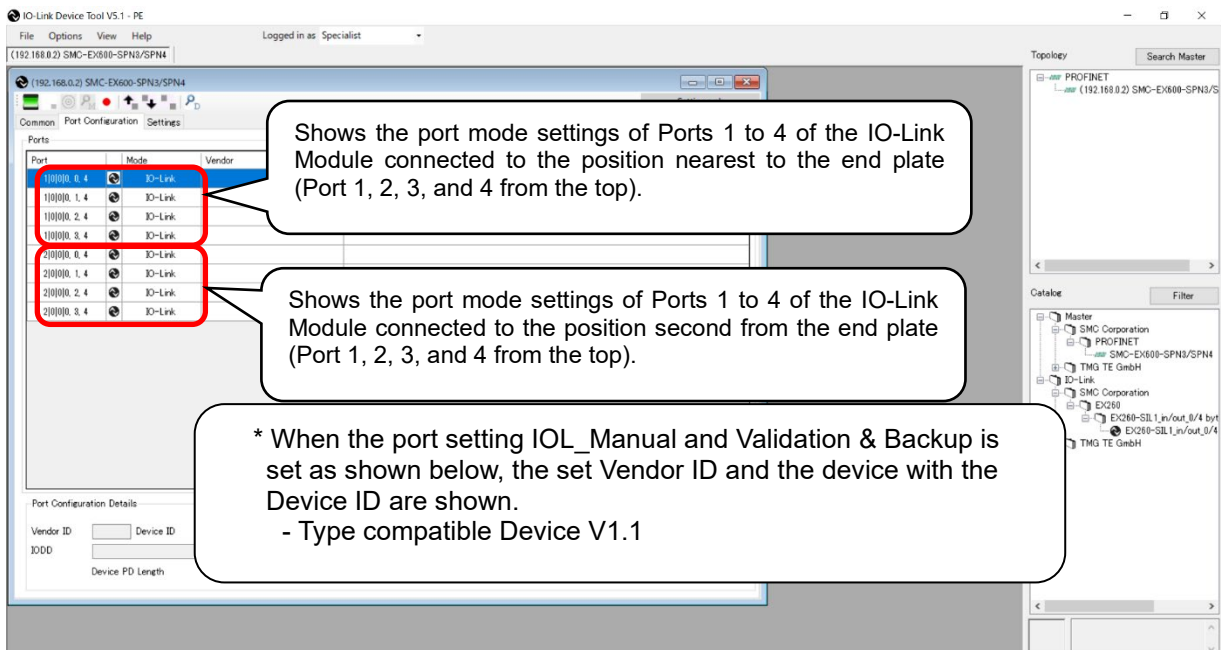 IO-Link Device Tool V5.1 - PE
File Options View Help Logged in as Specialist
(192.168.0.2) SMC-EX600-SPN3/SPN4
Topology Search Master
PROFINET
(192.168.0.2) SMC-EX600-SPN3/S
(192.168.0.2) SMC-EX600-SPN3/SPN4
Common Port Configuration Settings
Ports
Port Mode Vendor
1|0|0|0, 0, 4 IO-Link
1|0|0|0, 1, 4 IO-Link
1|0|0|0, 2, 4 IO-Link
1|0|0|0, 3, 4 IO-Link
2|0|0|0, 0, 4 IO-Link
2|0|0|0, 1, 4 IO-Link
2|0|0|0, 2, 4 IO-Link
2|0|0|0, 3, 4 IO-Link
Shows the port mode settings of Ports 1 to 4 of the IO-Link
Module connected to the position nearest to the end plate
(Port 1, 2, 3, and 4 from the top).
Shows the port mode settings of Ports 1 to 4 of the IO-Link
Module connected to the position second from the end plate
(Port 1, 2, 3, and 4 from the top).
* When the port setting IOL_Manual and Validation & Backup is
set as shown below, the set Vendor ID and the device with the
Device ID are shown.
- Type compatible Device V1.1
Port Configuration Details
Vendor ID Device ID
IODD
Device PD Length
Catalog Filter
Master
SMC Corporation
PROFINET
SMC-EX600-SPN3/SPN4
TMG TE GmbH
IO-Link
SMC Corporation
EX260
EX260-SIL1_in/out_0/4 byt
EX260-SIL1_in/out_0/4
TMG TE GmbH